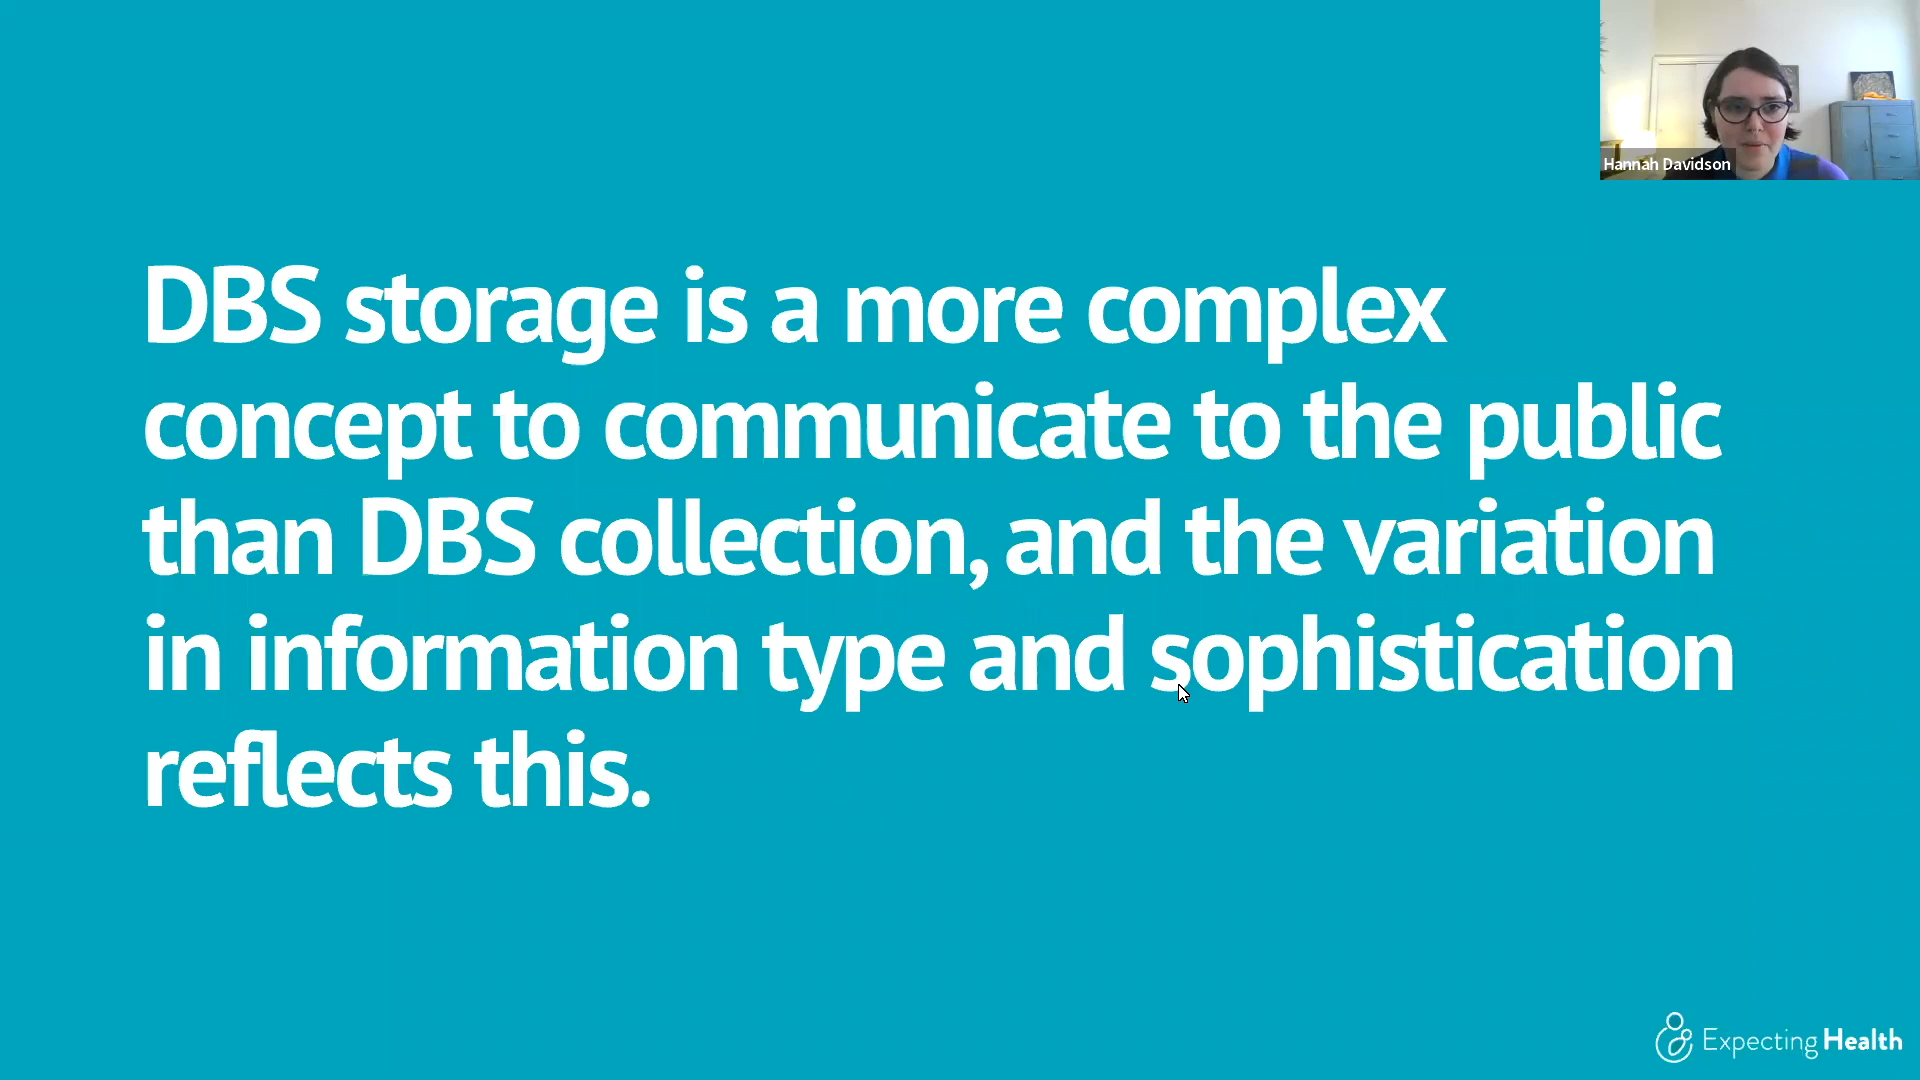 Hannah Davidson
DBS storage is a more complex
concept to communicate to the public
than DBS collection, and the variation
in information type and sophistication
reflects this.
Expecting Health